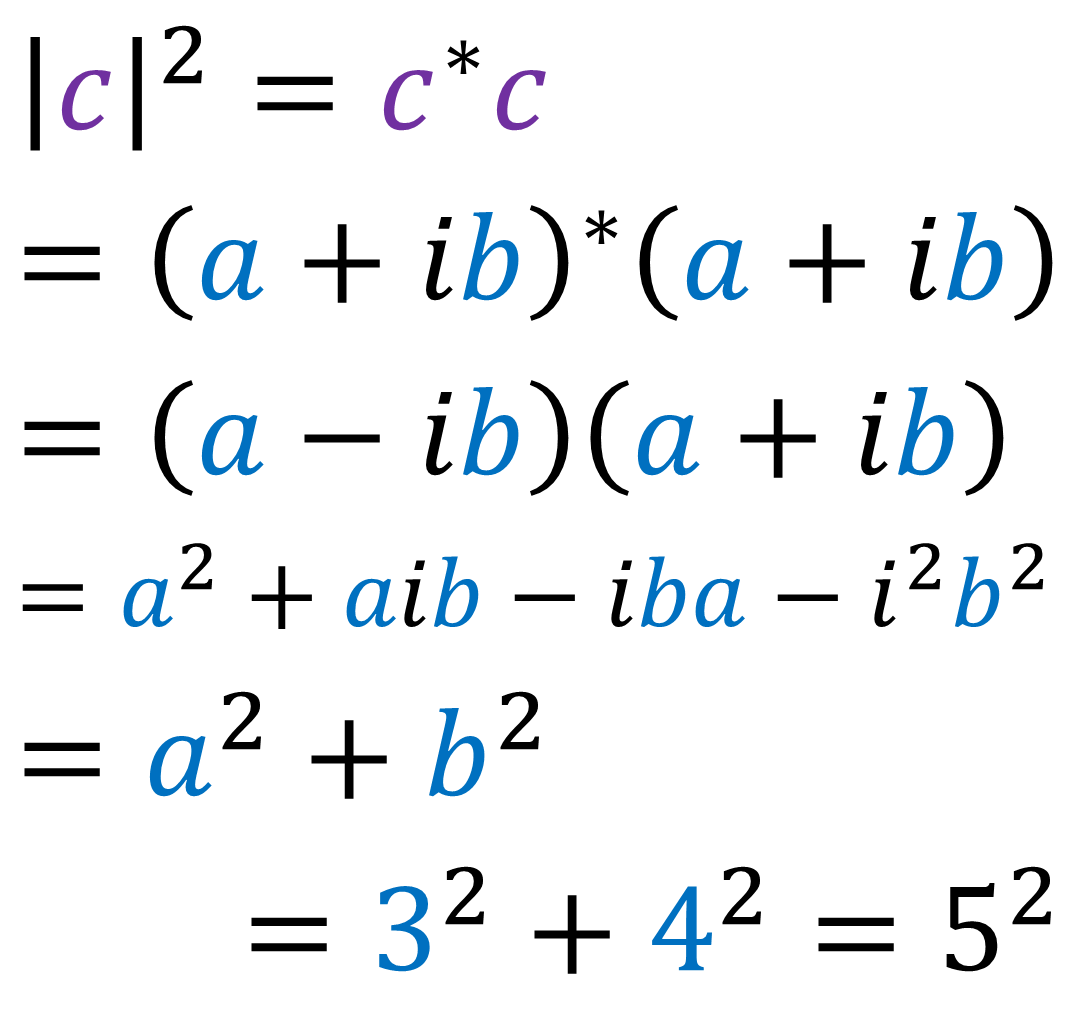 |c|² = c*c
= (a + ib)*(a + ib)
= (a − ib)(a + ib)
= a² + aib − iba − i²b²
= a² + b²
= 3² + 4² = 5²